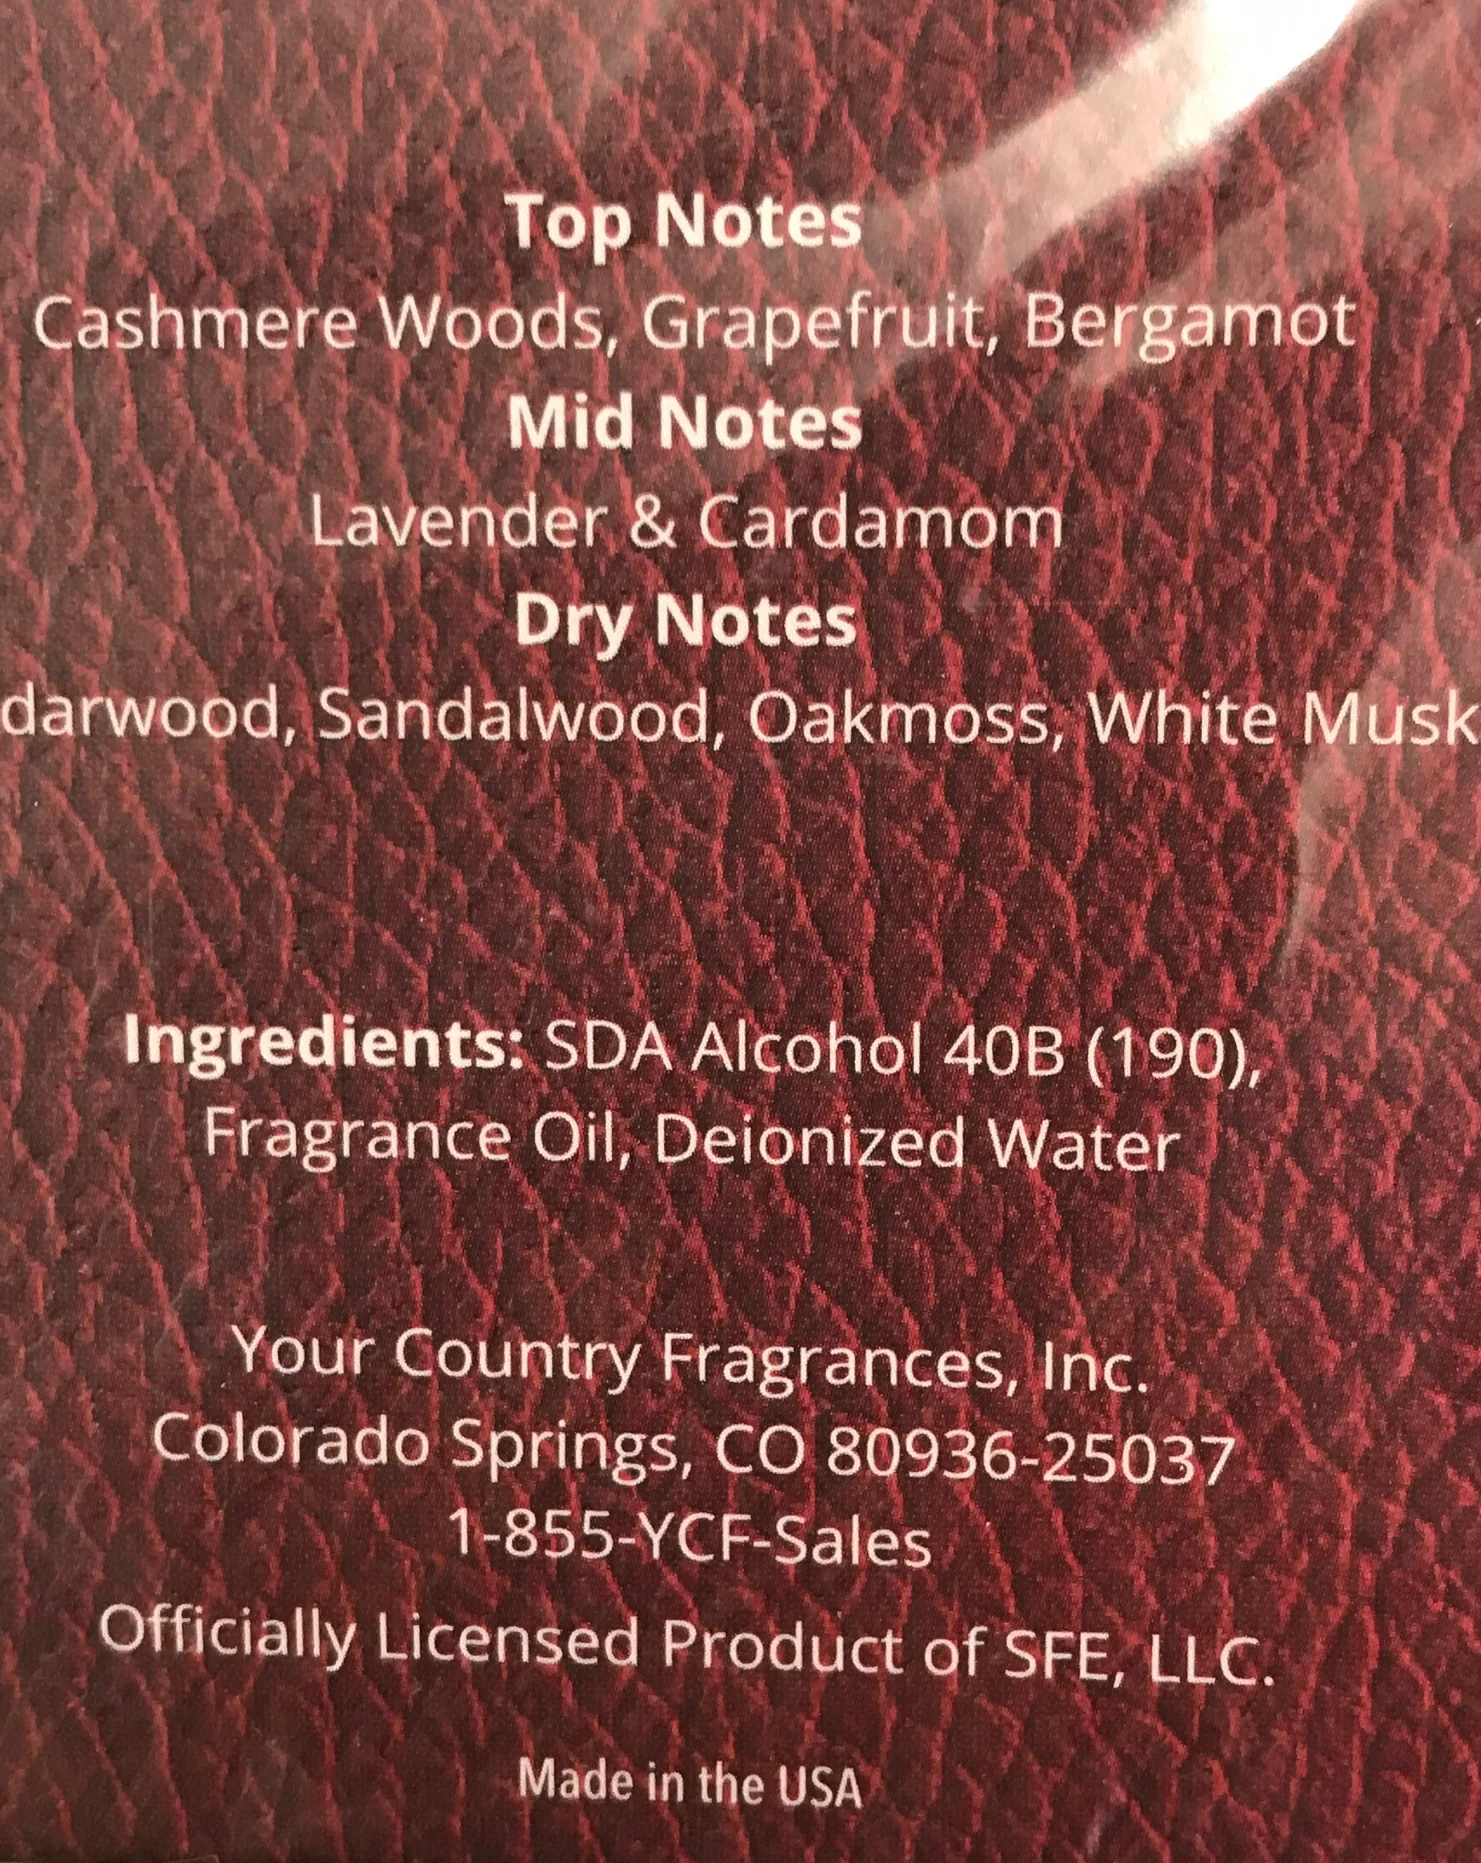 Top Notes
Cashmere Woods, Grapefruit, Bergamot
Mid Notes
Lavender & Cardamom
Dry Notes
darwood, Sandalwood, Oakmoss, White Musk
Ingredients: SDA Alcohol 40B (190),
Fragrance Oil, Deionized Water
Your Country Fragrances, Inc.
Colorado Springs, CO 80936-25037
1-855-YCF-Sales
Officially Licensed Product of SFE, LLC.
Made in the USA